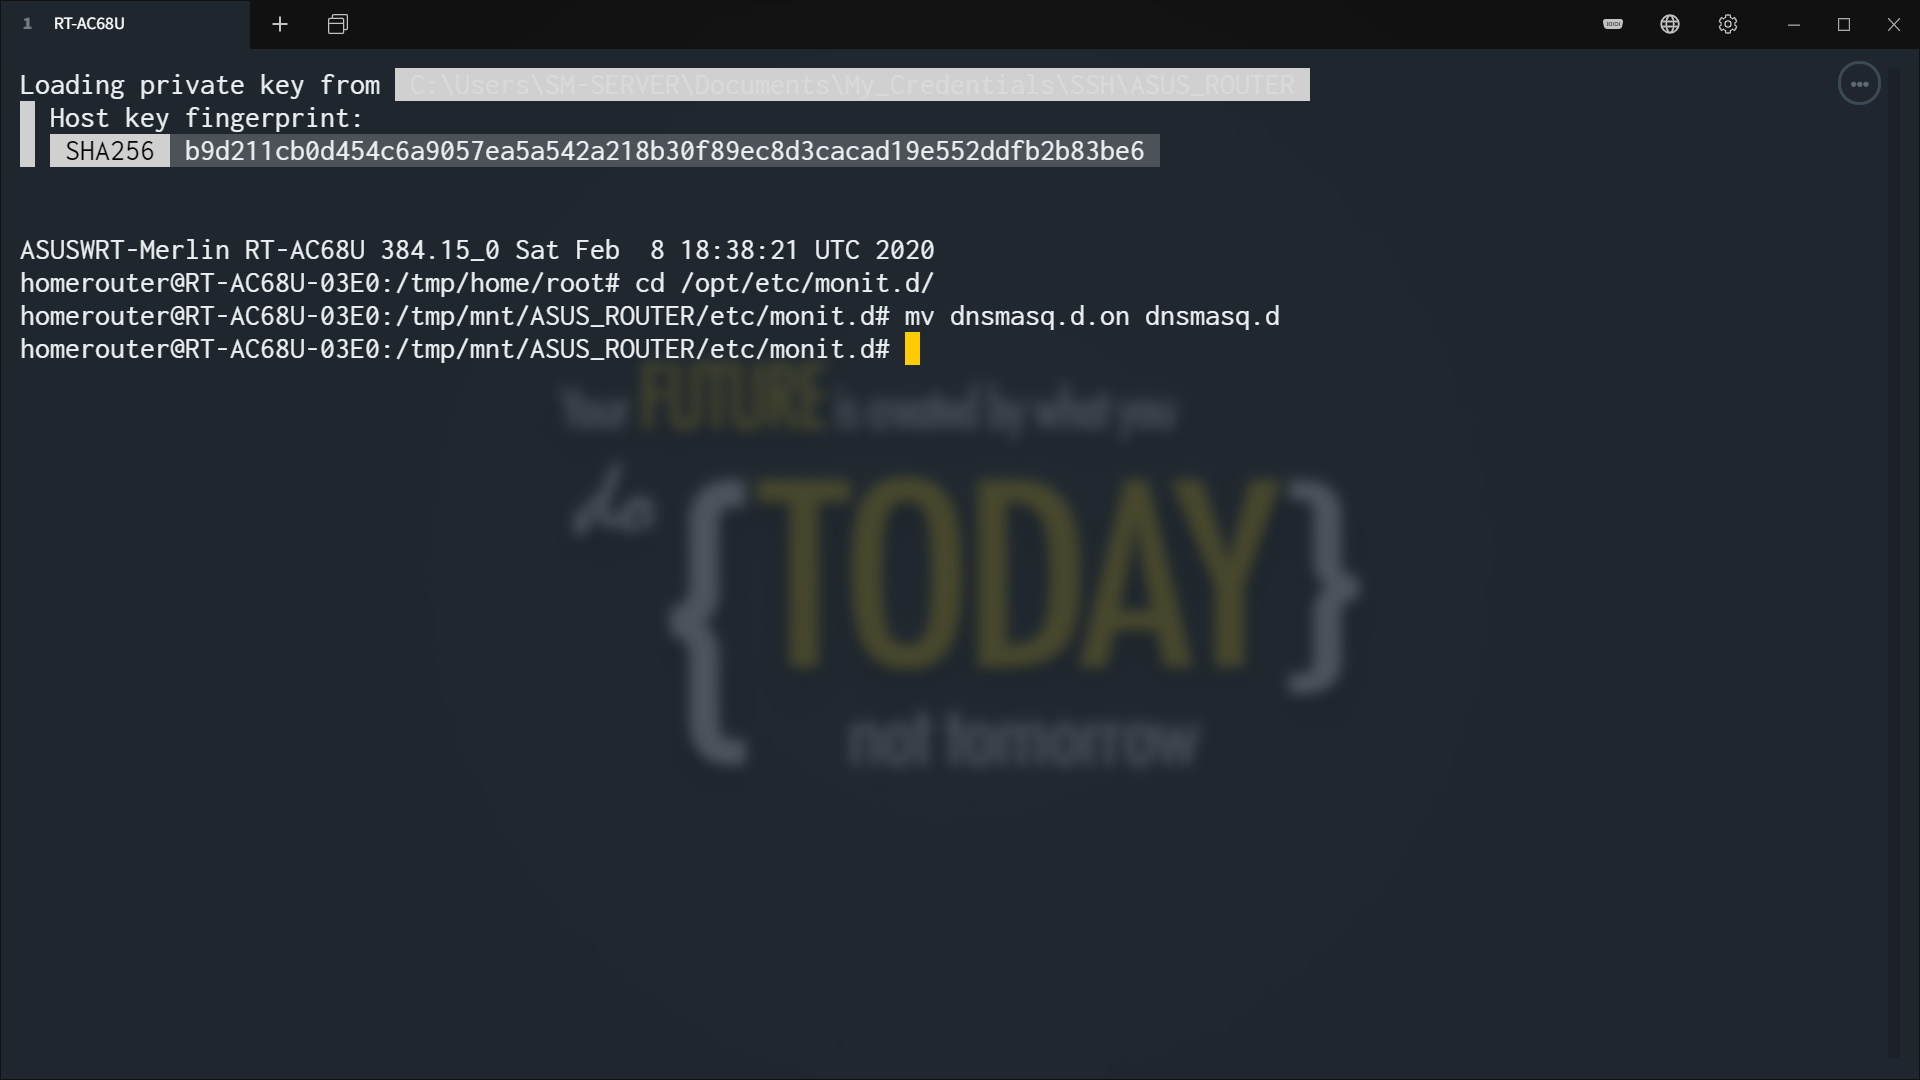 1 RT-AC68U
Loading private key from C:\Users\SM-SERVER\Documents\My_Credentials\SSH\ASUS_ROUTER
Host key fingerprint:
SHA256 b9d211cb0d454c6a9057ea5a542a218b30f89ec8d3cacad19e552ddfb2b83be6
ASUSWRT-Merlin RT-AC68U 384.15_0 Sat Feb  8 18:38:21 UTC 2020
homerouter@RT-AC68U-03E0:/tmp/home/root# cd /opt/etc/monit.d/
homerouter@RT-AC68U-03E0:/tmp/mnt/ASUS_ROUTER/etc/monit.d# mv dnsmasq.d.on dnsmasq.d
homerouter@RT-AC68U-03E0:/tmp/mnt/ASUS_ROUTER/etc/monit.d#
Your FUTURE is created by what you
do { TODAY }
not tomorrow